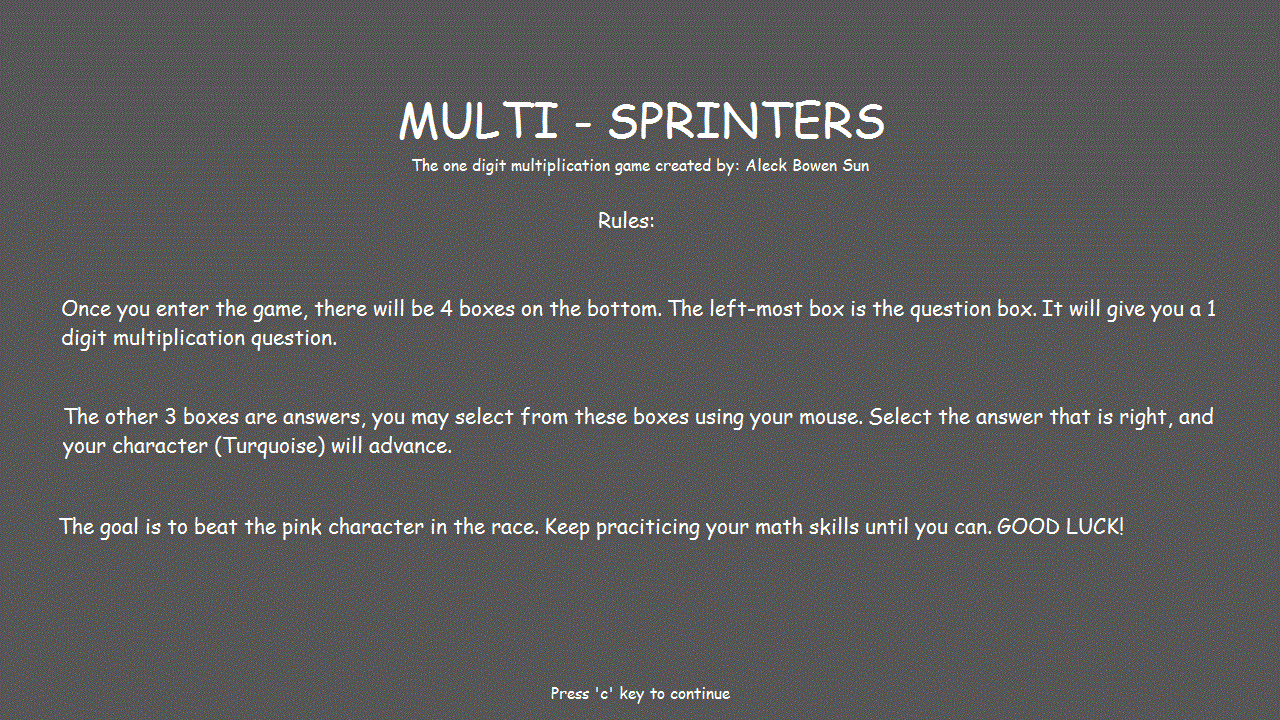 MULTI - SPRINTERS
The one digit multiplication game created by: Aleck Bowen Sun
Rules:
Once you enter the game, there will be 4 boxes on the bottom. The left-most box is the question box. It will give you a 1
digit multiplication question.
The other 3 boxes are answers, you may select from these boxes using your mouse. Select the answer that is right, and
your character (Turquoise) will advance.
The goal is to beat the pink character in the race. Keep praciticing your math skills until you can. GOOD LUCK!
Press 'c' key to continue